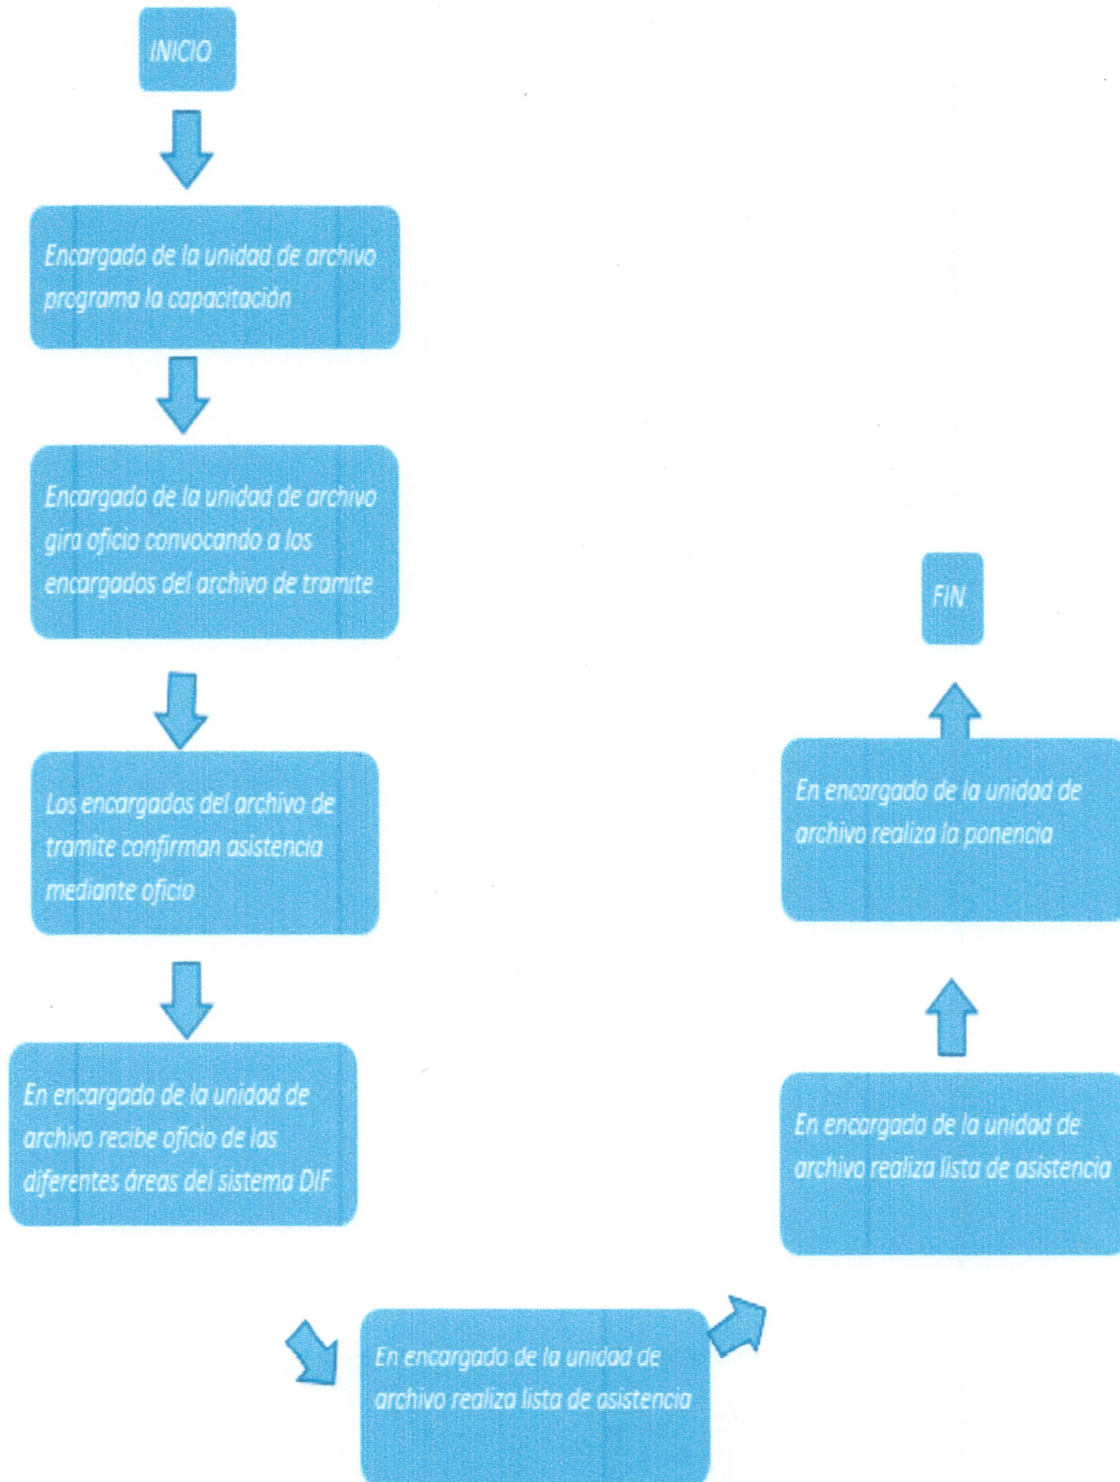 INICIO
Encargado de la unidad de archivo
programa la capacitación
Encargado de la unidad de archivo
gira oficio convocando a los
encargados del archivo de tramite
Los encargados del archivo de
tramite confirman asistencia
mediante oficio
En encargado de la unidad de
archivo recibe oficio de las
diferentes áreas del sistema DIF
En encargado de la unidad de
archivo realiza lista de asistencia
En encargado de la unidad de
archivo realiza lista de asistencia
En encargado de la unidad de
archivo realiza la ponencia
FIN